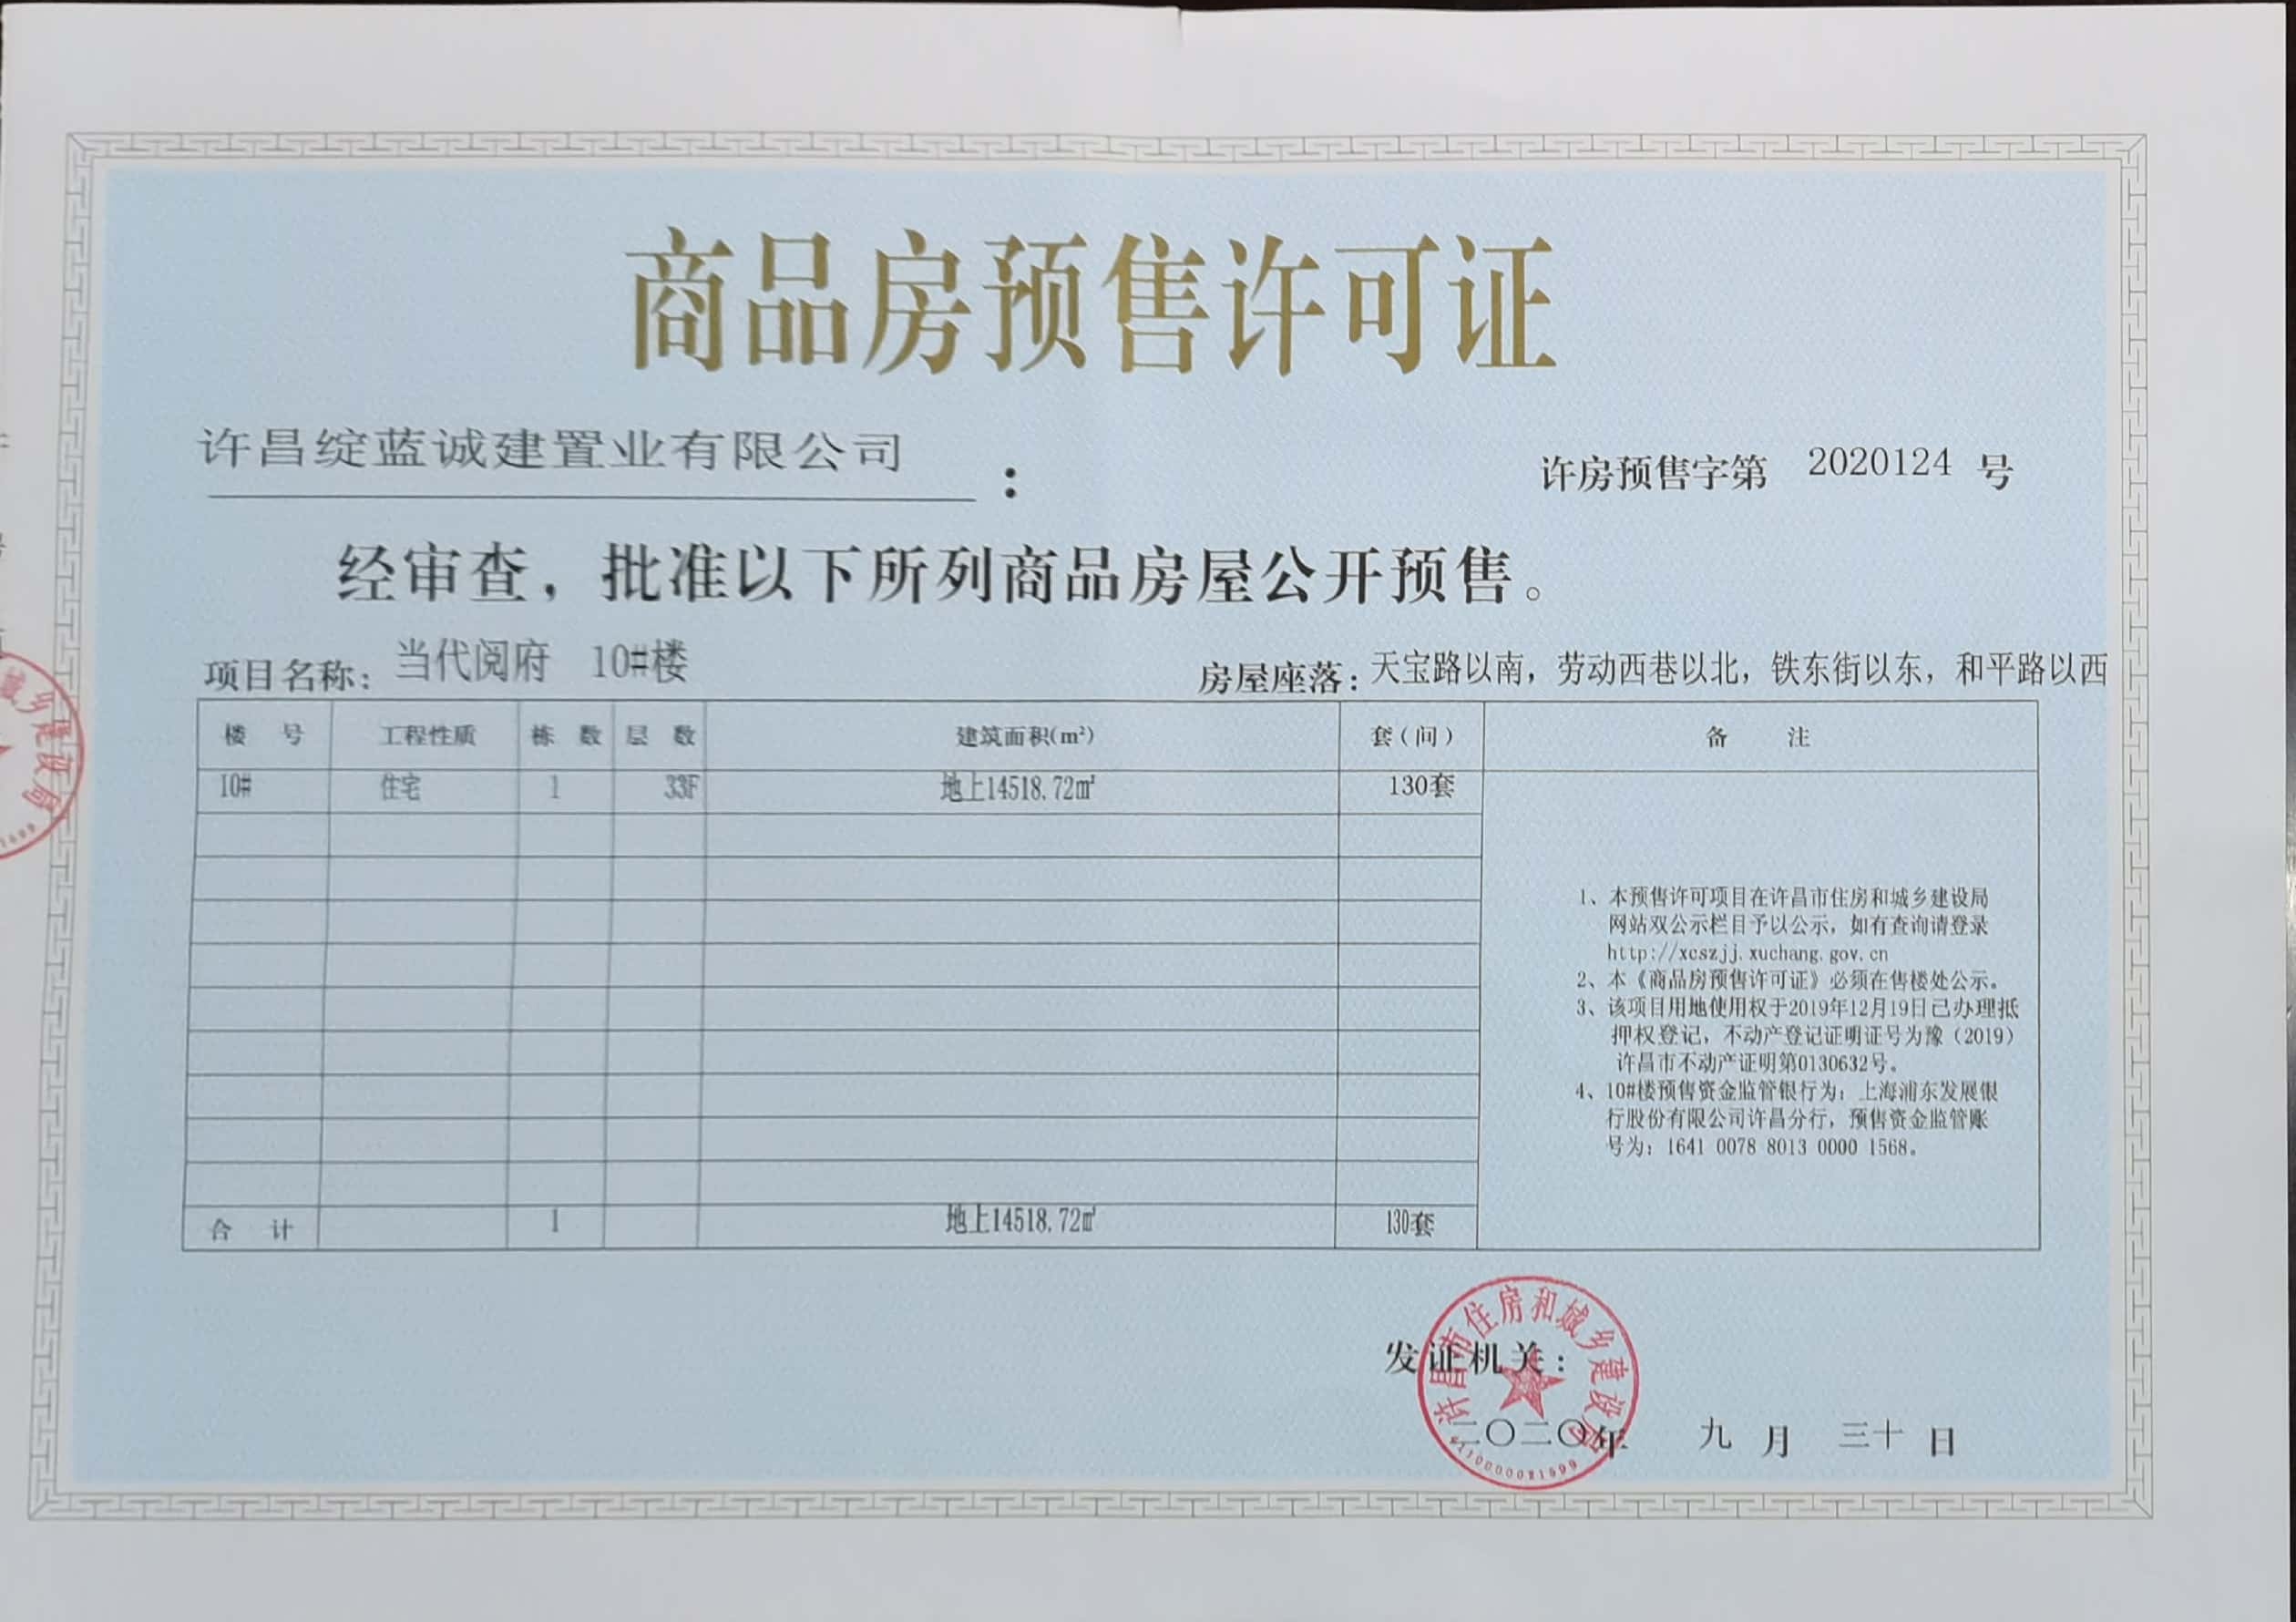 商品房预售许可证
许昌绽蓝诚建置业有限公司：
许房预售字第 2020124 号
经审查，批准以下所列商品房屋公开预售。
项目名称：当代阅府 10#楼
房屋座落：天宝路以南，劳动西巷以北，铁东街以东，和平路以西
楼 号 工程性质 栋 数 层 数 建筑面积(m²) 套(间) 备 注
10# 住宅 1 33F 地上14518.72㎡ 130套
1、本预售许可项目在许昌市住房和城乡建设局
网站双公示栏目予以公示，如有查询请登录
http://xcszjj.xuchang.gov.cn
2、本《商品房预售许可证》必须在售楼处公示。
3、该项目用地使用权于2019年12月19日已办理抵
押权登记，不动产登记证明证号为豫（2019）
许昌市不动产证明第0130632号。
4、10#楼预售资金监管银行为：上海浦东发展银
行股份有限公司许昌分行，预售资金监管账
号为：1641 0078 8013 0000 1568。
合 计 1 地上14518.72㎡ 130套
发证机关：
许昌市住房和城乡建设局
二〇二〇年 九 月 三十 日
城乡建设局